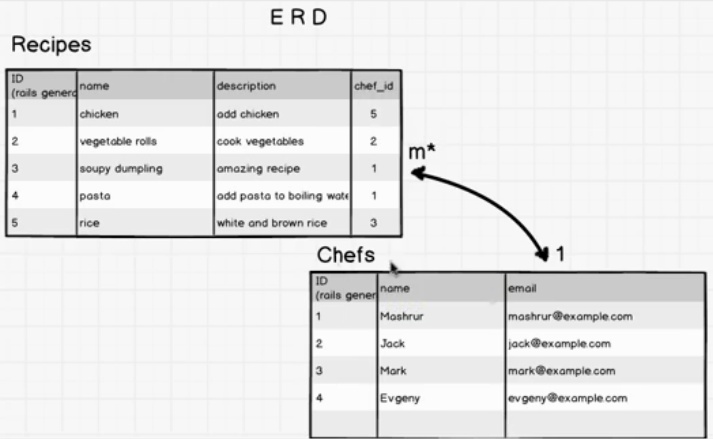 E R D
Recipes
ID
(rails generc name description chef_id
1 chicken add chicken 5
2 vegetable rolls cook vegetables 2
3 soupy dumpling amazing recipe 1
4 pasta add pasta to boiling wate 1
5 rice white and brown rice 3
m*
1
Chefs
ID
(rails gener name email
1 Mashrur mashrur@example.com
2 Jack jack@example.com
3 Mark mark@example.com
4 Evgeny evgeny@example.com